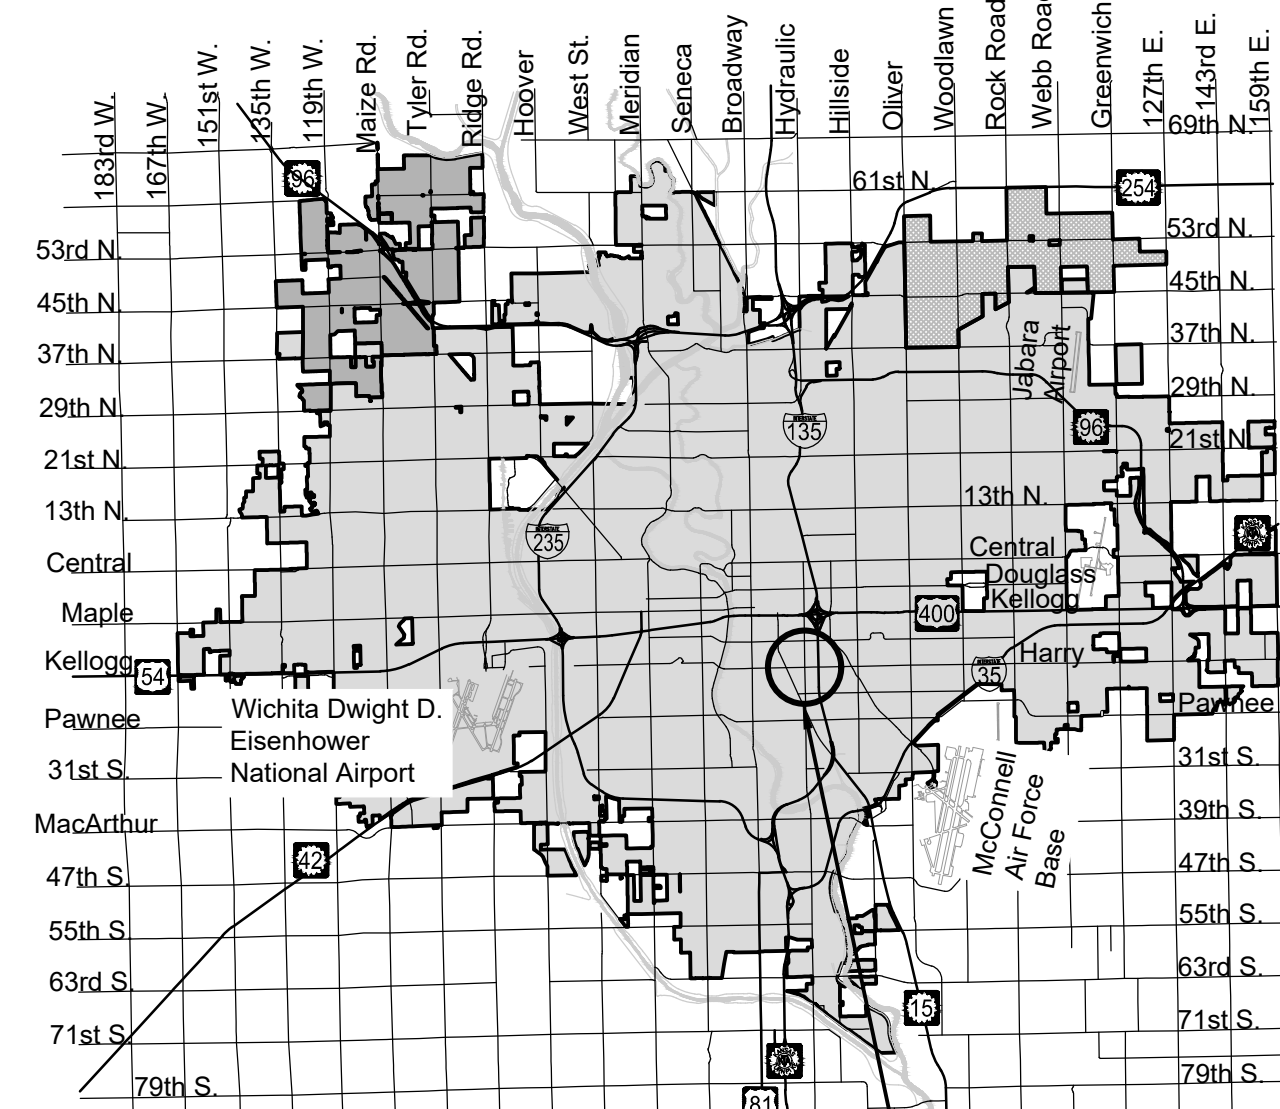 183rd W.
167th W.
151st W.
135th W.
119th W.
Maize Rd.
Tyler Rd.
Ridge Rd.
Hoover
West St.
Meridian
Seneca
Broadway
Hydraulic
Hillside
Oliver
Woodlawn
Rock Road
Webb Road
Greenwich
127th E.
143rd E.
159th E.
69th N.
96
61st N.
254
53rd N.
53rd N.
45th N.
45th N.
37th N.
37th N.
Jabara
Airport
29th N.
29th N.
INTERSTATE
135
96
21st N.
21st N.
13th N.
13th N.
INTERSTATE
235
Central
Central
Douglass
Kellogg
400
Maple
Kellogg
54
Harry
INTERSTATE
35
Pawnee
Pawnee
Wichita Dwight D.
Eisenhower
National Airport
31st S.
31st S.
McConnell
Air Force
Base
MacArthur
39th S.
42
47th S.
47th S.
55th S.
55th S.
63rd S.
63rd S.
15
71st S.
71st S.
KANSAS
79th S.
79th S.
81